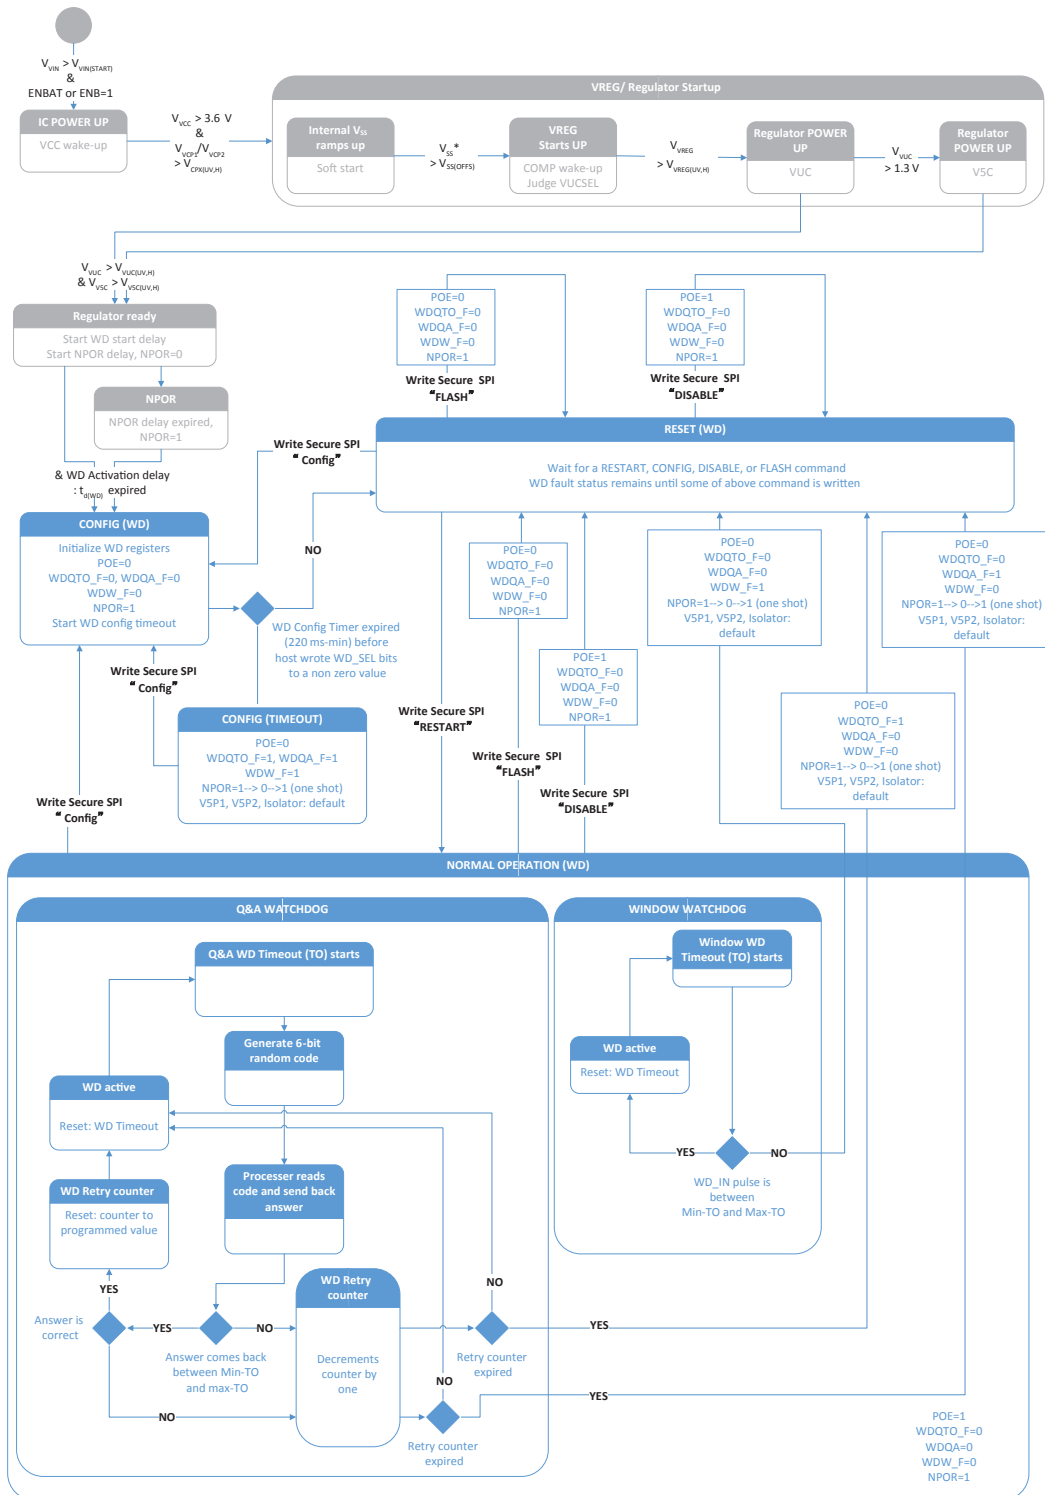 V_VIN > V_VIN(START)
&
ENBAT or ENB=1
IC POWER UP
VCC wake-up
V_VCC > 3.6 V
&
V_VCP1/V_VCP2
> V_CPX(UV,H)
VREG/ Regulator Startup
Internal V_SS
ramps up
Soft start
V_SS*
> V_SS(OFFS)
VREG
Starts UP
COMP wake-up
Judge VUCSEL
V_VREG
> V_VREG(UV,H)
Regulator POWER
UP
VUC
V_VUC
> 1.3 V
Regulator
POWER UP
V5C
V_VUC > V_VUC(UV,H)
& V_V5C > V_V5C(UV,H)
Regulator ready
Start WD start delay
Start NPOR delay, NPOR=0
NPOR
NPOR delay expired,
NPOR=1
& WD Activation delay
: t_d(WD) expired
POE=0
WDQTO_F=0
WDQA_F=0
WDW_F=0
NPOR=1
Write Secure SPI
"FLASH"
POE=1
WDQTO_F=0
WDQA_F=0
WDW_F=0
NPOR=1
Write Secure SPI
"DISABLE"
RESET (WD)
Wait for a RESTART, CONFIG, DISABLE, or FLASH command
WD fault status remains until some of above command is written
Write Secure SPI
" Config"
CONFIG (WD)
Initialize WD registers
POE=0
WDQTO_F=0, WDQA_F=0
WDW_F=0
NPOR=1
Start WD config timeout
NO
WD Config Timer expired
(220 ms-min) before
host wrote WD_SEL bits
to a non zero value
Write Secure SPI
" Config"
CONFIG (TIMEOUT)
POE=0
WDQTO_F=1, WDQA_F=1
WDW_F=1
NPOR=1--> 0-->1 (one shot)
V5P1, V5P2, Isolator: default
Write Secure SPI
" Config"
Write Secure SPI
"RESTART"
POE=0
WDQTO_F=0
WDQA_F=0
WDW_F=0
NPOR=1
Write Secure SPI
"FLASH"
POE=1
WDQTO_F=0
WDQA_F=0
WDW_F=0
NPOR=1
Write Secure SPI
"DISABLE"
POE=0
WDQTO_F=0
WDQA_F=0
WDW_F=1
NPOR=1--> 0-->1 (one shot)
V5P1, V5P2, Isolator:
default
POE=0
WDQTO_F=1
WDQA_F=0
WDW_F=0
NPOR=1--> 0-->1 (one shot)
V5P1, V5P2, Isolator:
default
POE=0
WDQTO_F=0
WDQA_F=1
WDW_F=0
NPOR=1--> 0-->1 (one shot)
V5P1, V5P2, Isolator:
default
NORMAL OPERATION (WD)
Q&A WATCHDOG
Q&A WD Timeout (TO) starts
Generate 6-bit
random code
WD active
Reset: WD Timeout
Processer reads
code and send back
answer
WD Retry counter
Reset: counter to
programmed value
YES
Answer is
correct
YES
NO
Answer comes back
between Min-TO
and max-TO
NO
WD Retry
counter
Decrements
counter by
one
NO
Retry counter
expired
YES
NO
Retry counter
expired
YES
WINDOW WATCHDOG
Window WD
Timeout (TO) starts
WD active
Reset: WD Timeout
YES
NO
WD_IN pulse is
between
Min-TO and Max-TO
POE=1
WDQTO_F=0
WDQA=0
WDW_F=0
NPOR=1